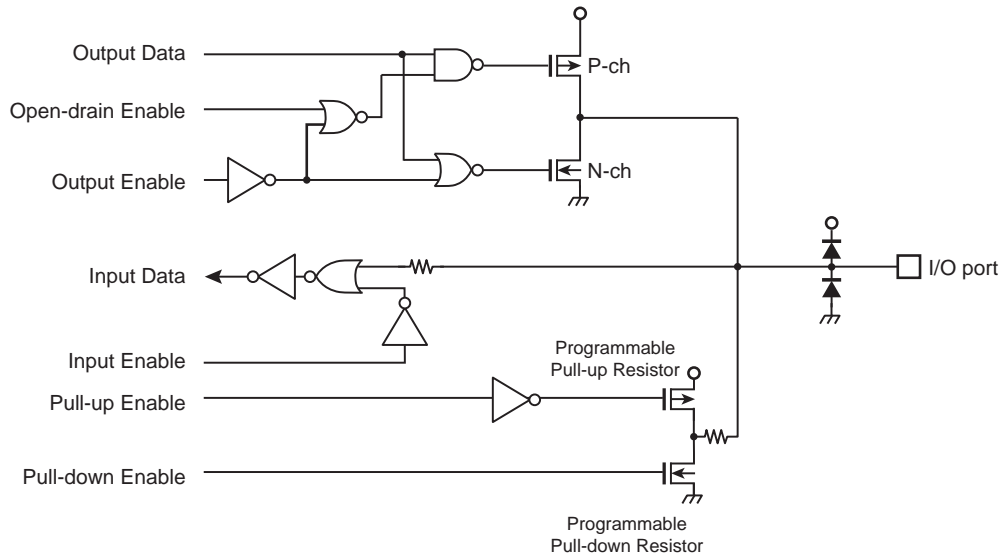 Output Data
P-ch
Open-drain Enable
Output Enable
N-ch
Input Data
I/O port
Input Enable
Programmable
Pull-up Resistor
Pull-up Enable
Pull-down Enable
Programmable
Pull-down Resistor